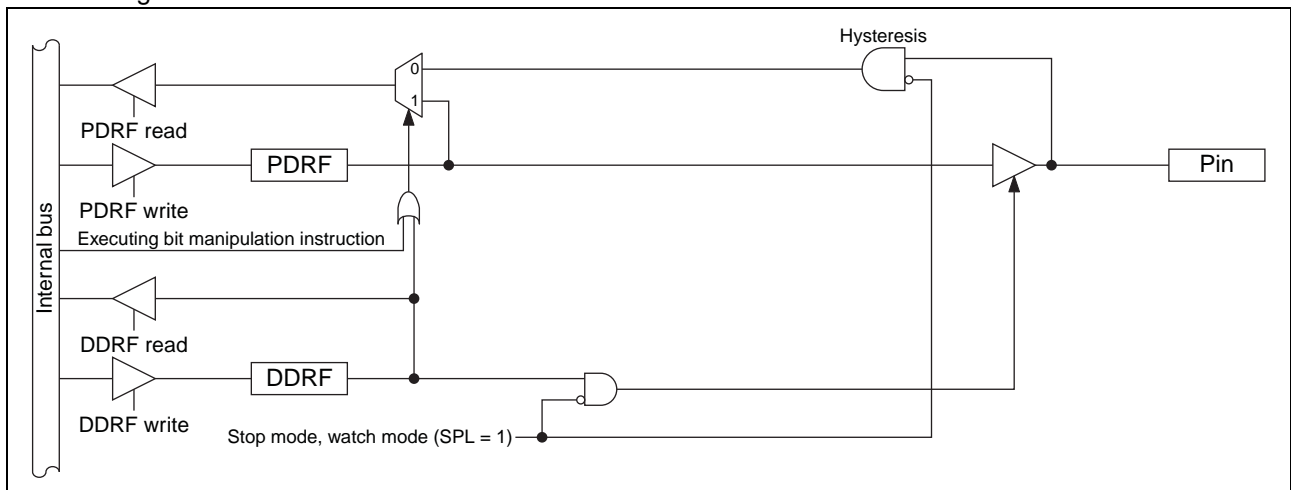 Hysteresis
0
1
PDRF read
PDRF
Pin
PDRF write
Executing bit manipulation instruction
Internal bus
DDRF read
DDRF
DDRF write
Stop mode, watch mode (SPL = 1)